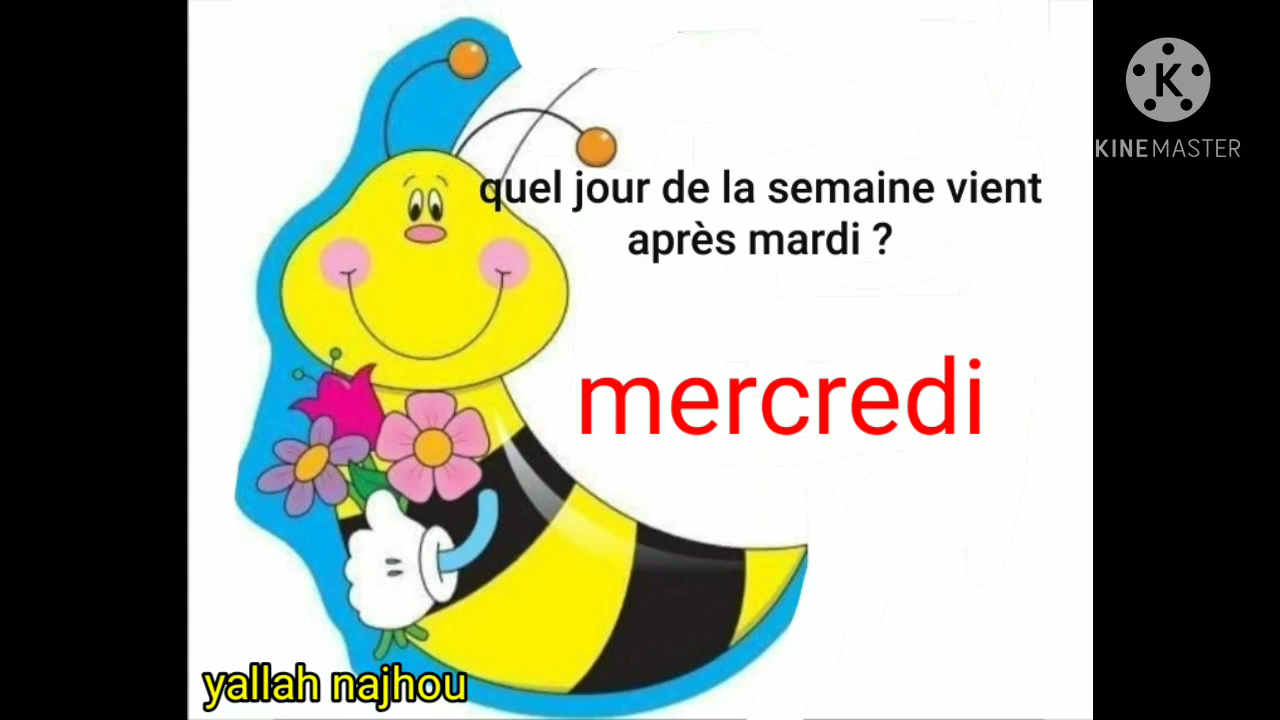 quel jour de la semaine vient
après mardi ?
mercredi
yallah najhou
K
KINEMASTER